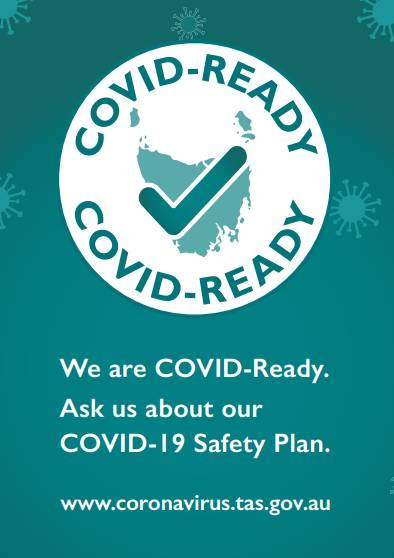 COVID-READY
COVID-READY
We are COVID-Ready.
Ask us about our
COVID-19 Safety Plan.
www.coronavirus.tas.gov.au